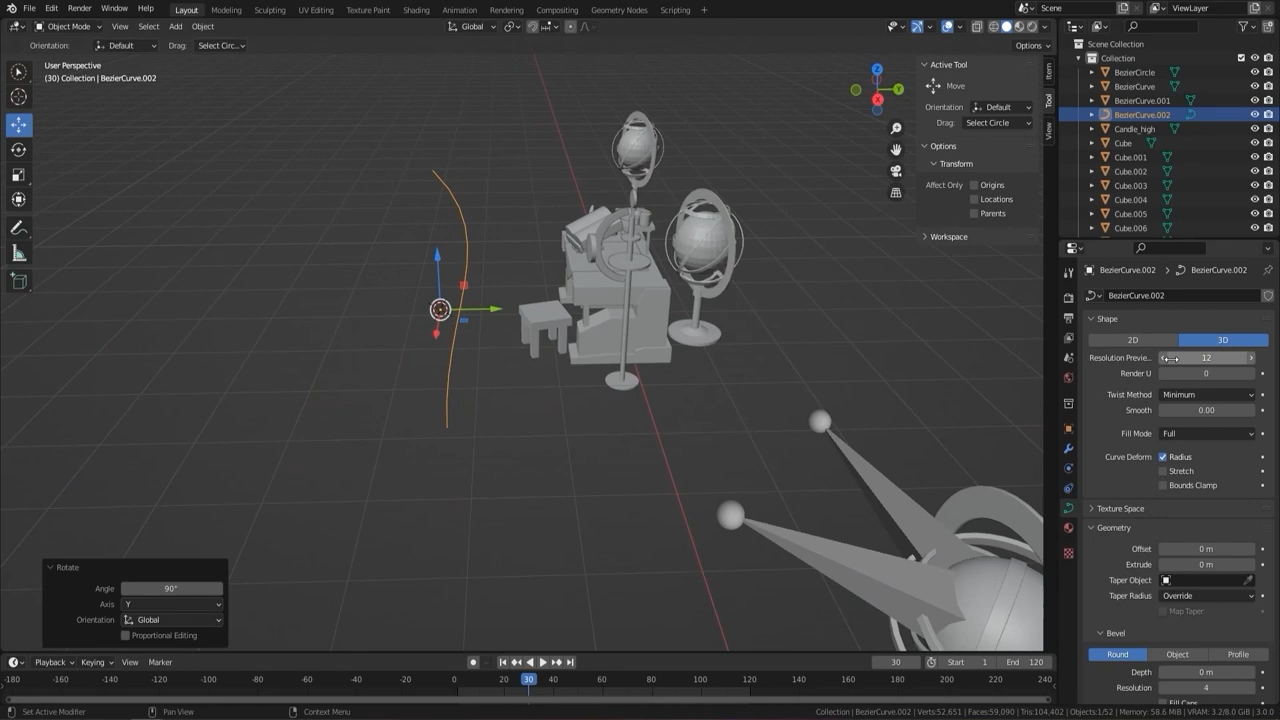 File Edit Render Window Help Layout Modeling Sculpting UV Editing Texture Paint Shading Animation Rendering Compositing Geometry Nodes Scripting Scene ViewLayer
Object Mode View Select Add Object Global
Orientation: Default Drag: Select Circ... Options
User Perspective
(30) Collection | BezierCurve.002
Z
Y
X
Active Tool
Move
Orientation Default
Drag: Select Circle
Options
Transform
Affect Only Origins
Locations
Parents
Workspace
Item
Tool
View
Scene Collection
Collection
BezierCircle
BezierCurve
BezierCurve.001
BezierCurve.002
Candle_high
Cube
Cube.001
Cube.002
Cube.003
Cube.004
Cube.005
Cube.006
BezierCurve.002 BezierCurve.002
BezierCurve.002
Shape
2D 3D
Resolution Previe... 12
Render U 0
Twist Method Minimum
Smooth 0.00
Fill Mode Full
Curve Deform Radius
Stretch
Bounds Clamp
Texture Space
Geometry
Offset 0 m
Extrude 0 m
Taper Object
Taper Radius Override
Map Taper
Bevel
Round Object Profile
Depth 0 m
Resolution 4
Fill Caps
Rotate
Angle 90°
Axis Y
Orientation Global
Proportional Editing
Playback Keying View Marker 30 Start 1 End 120
-180 -160 -140 -120 -100 -80 -60 -40 -20 0 20 30 40 60 80 100 120 140 160 180 200 220 240
Set Active Modifier Pan View Context Menu Collection | BezierCurve.002 | Verts:52,651 | Faces:59,090 | Tris:104,402 | Objects:1/52 | Memory: 58.6 MiB | VRAM: 3.2/8.0 GiB | 3.0.0